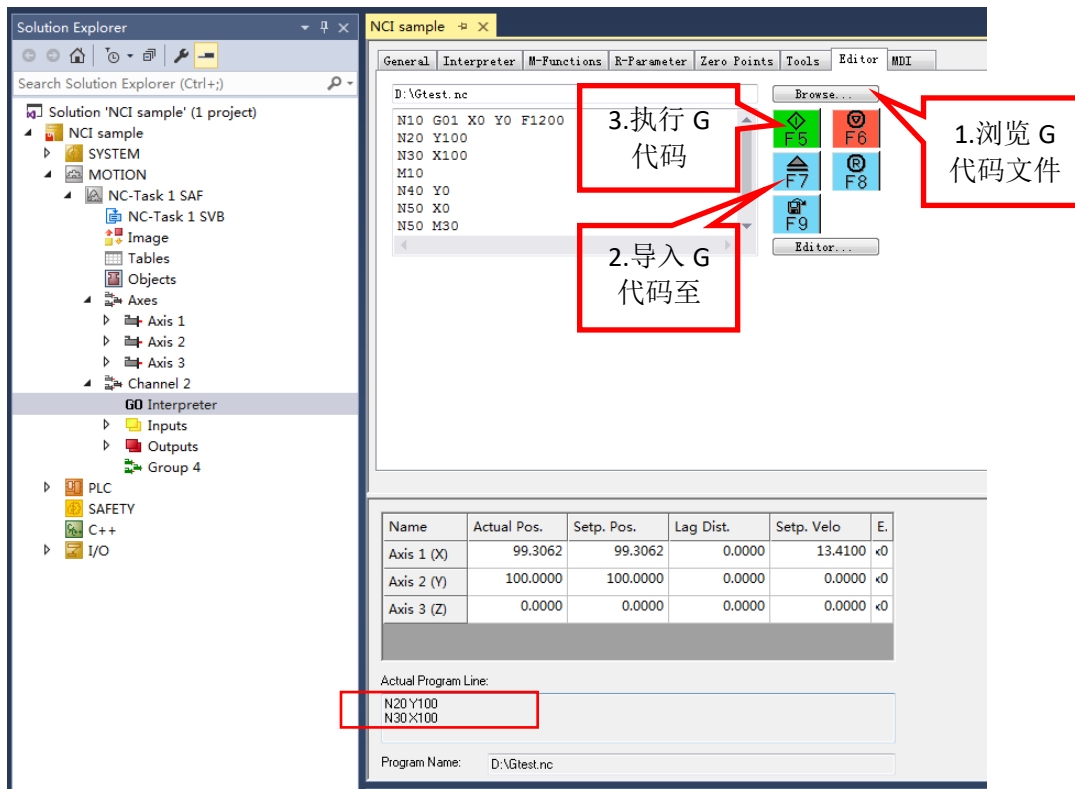 Solution Explorer
Search Solution Explorer (Ctrl+;)
Solution 'NCI sample' (1 project)
NCI sample
SYSTEM
MOTION
NC-Task 1 SAF
NC-Task 1 SVB
Image
Tables
Objects
Axes
Axis 1
Axis 2
Axis 3
Channel 2
GO Interpreter
Inputs
Outputs
Group 4
PLC
SAFETY
C++
I/O
NCI sample
General Interpreter M-Functions R-Parameter Zero Points Tools Editor MDI
D:\Gtest.nc
Browse...
N10 G01 X0 Y0 F1200
N20 Y100
N30 X100
M10
N40 Y0
N50 X0
N50 M30
F5 F6
F7 F8
F9
Editor...
1.浏览 G
代码文件
3.执行 G
代码
2.导入 G
代码至
Name Actual Pos. Setp. Pos. Lag Dist. Setp. Velo E.
Axis 1 (X) 99.3062 99.3062 0.0000 13.4100 κ0
Axis 2 (Y) 100.0000 100.0000 0.0000 0.0000 κ0
Axis 3 (Z) 0.0000 0.0000 0.0000 0.0000 κ0
Actual Program Line:
N20 Y100
N30 X100
Program Name: D:\Gtest.nc